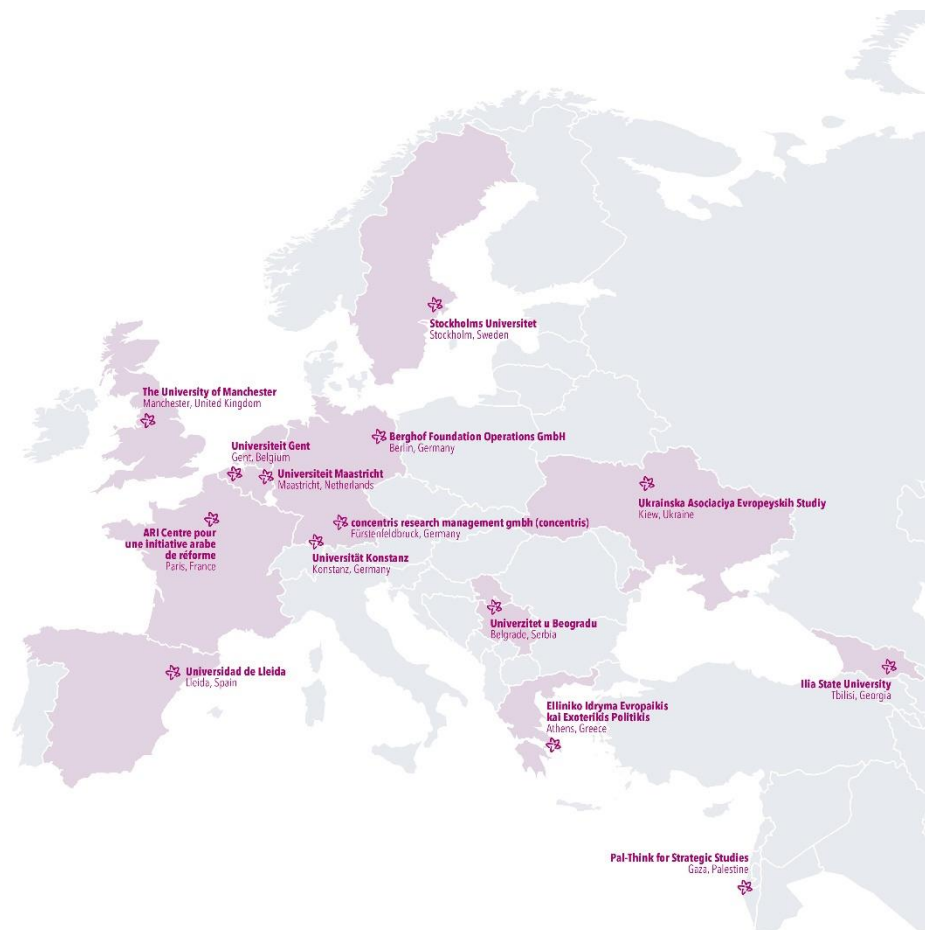 Stockholms Universitet
Stockholm, Sweden
The University of Manchester
Manchester, United Kingdom
Berghof Foundation Operations GmbH
Berlin, Germany
Universiteit Gent
Gent, Belgium
Universiteit Maastricht
Maastricht, Netherlands
Ukrainska Asociaciya Evropeyskih Studiy
Kiew, Ukraine
concentris research management gmbh (concentris)
Fürstenfeldbruck, Germany
ARI Centre pour
une initiative arabe
de réforme
Paris, France
Universität Konstanz
Konstanz, Germany
Univerzitet u Beogradu
Belgrade, Serbia
Universidad de Lleida
Lleida, Spain
Ilia State University
Tbilisi, Georgia
Elliniko Idryma Evropaikis
kai Exoterikis Politikis
Athens, Greece
Pal-Think for Strategic Studies
Gaza, Palestine